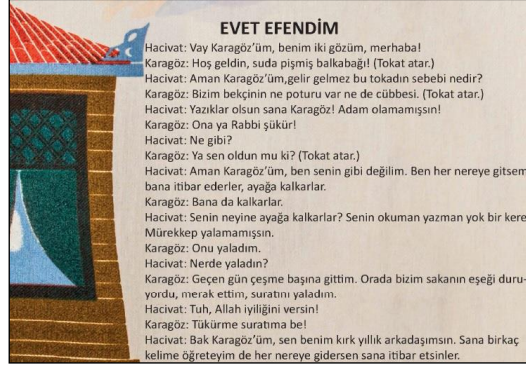 EVET EFENDİM
Hacivat: Vay Karagöz'üm, benim iki gözüm, merhaba!
Karagöz: Hoş geldin, suda pişmiş balkabağı! (Tokat atar.)
Hacivat: Aman Karagöz'üm,gelir gelmez bu tokadın sebebi nedir?
Karagöz: Bizim bekçinin ne poturu var ne de cübbesi. (Tokat atar.)
Hacivat: Yazıklar olsun sana Karagöz! Adam olamamışsın!
Karagöz: Ona ya Rabbi şükür!
Hacivat: Ne gibi?
Karagöz: Ya sen oldun mu ki? (Tokat atar.)
Hacivat: Aman Karagöz'üm, ben senin gibi değilim. Ben her nereye gitsem
bana itibar ederler, ayağa kalkarlar.
Karagöz: Bana da kalkarlar.
Hacivat: Senin neyine ayağa kalkarlar? Senin okuman yazman yok bir kere
Mürekkep yalamamışsın.
Karagöz: Onu yaladım.
Hacivat: Nerde yaladın?
Karagöz: Geçen gün çeşme başına gittim. Orada bizim sakanın eşeği duru-
yordu, merak ettim, suratını yaladım.
Hacivat: Tuh, Allah iyiliğini versin!
Karagöz: Tükürme suratıma be!
Hacivat: Bak Karagöz'üm, sen benim kırk yıllık arkadaşımsın. Sana birkaç
kelime öğreteyim de her nereye gidersen sana itibar etsinler.